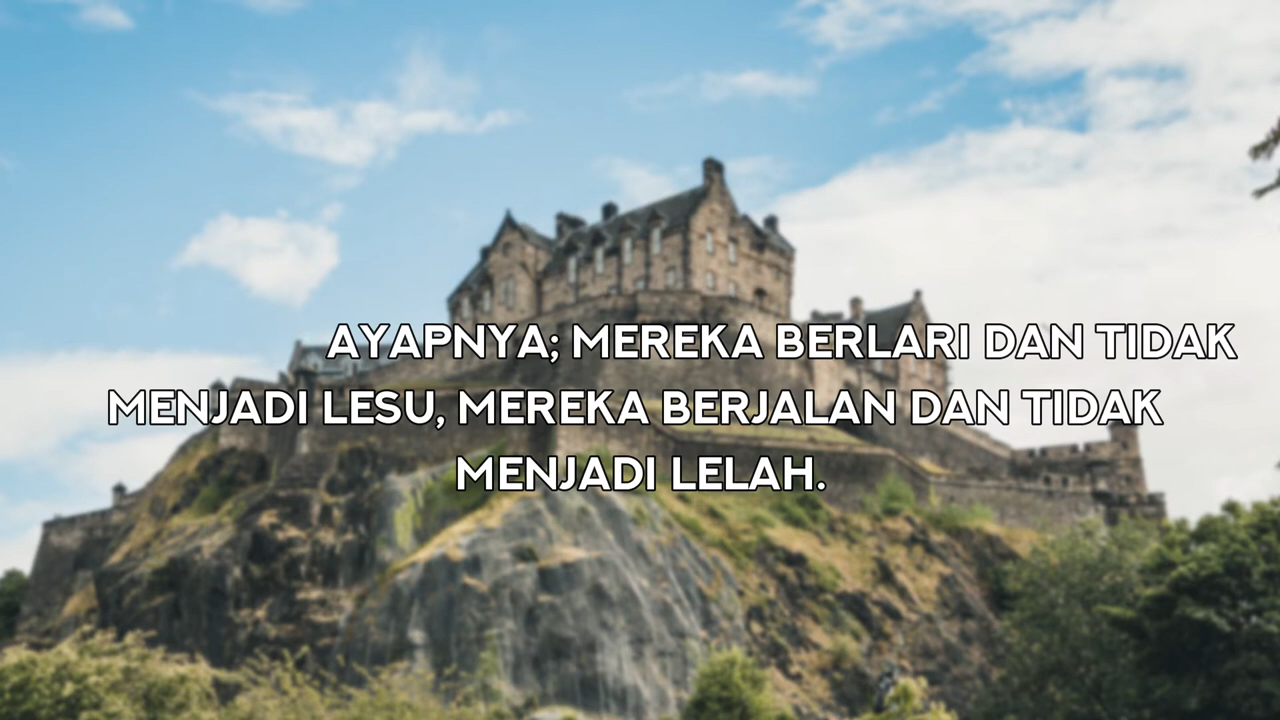 AYAPNYA; MEREKA BERLARI DAN TIDAK
MENJADI LESU, MEREKA BERJALAN DAN TIDAK
MENJADI LELAH.